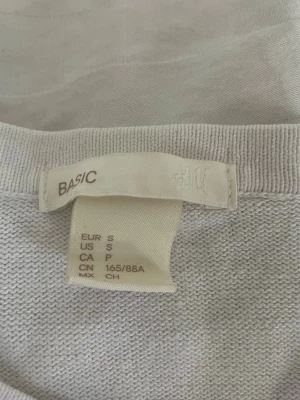 BASIC
EUR S
US S
CA P
CN 165/88A
MX CH